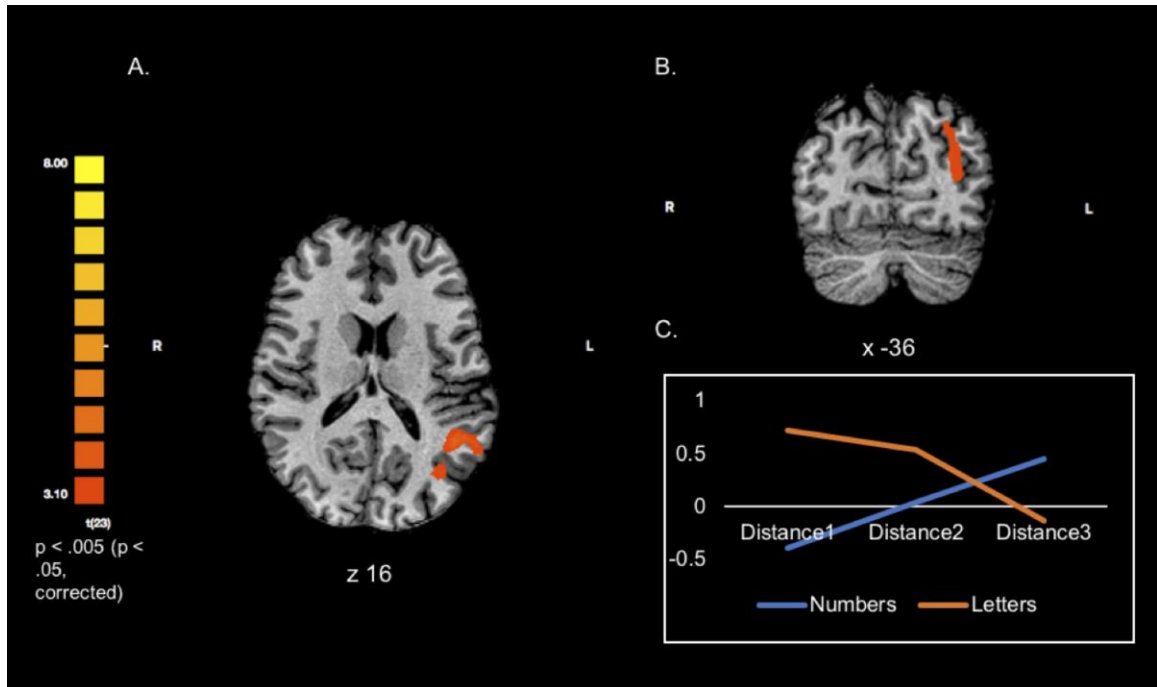 A.
8.00
3.10
t(23)
p < .005 (p <
.05,
corrected)
R
L
z 16
B.
R
L
x -36
C.
1
0.5
0
-0.5
Distance1 Distance2 Distance3
Numbers Letters